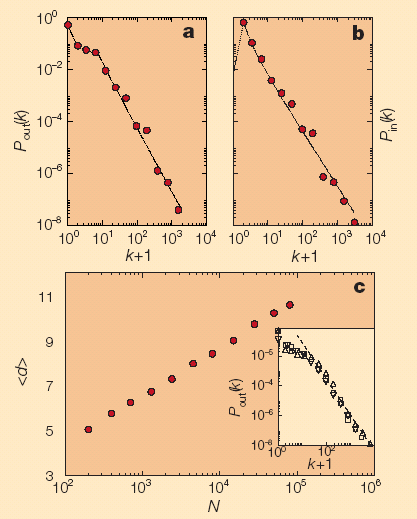 a
10^0
10^-2
10^-4
10^-6
10^-8
P_out(k)
10^0 10^1 10^2 10^3 10^4
k+1
b
P_in(k)
10^0 10^1 10^2 10^3 10^4
k+1
c
11
9
7
5
3
<d>
10^2 10^3 10^4 10^5 10^6
N
P_out(k)
10^-5
10^-4
10^-6
10^-8
10^0 10^2
k+1